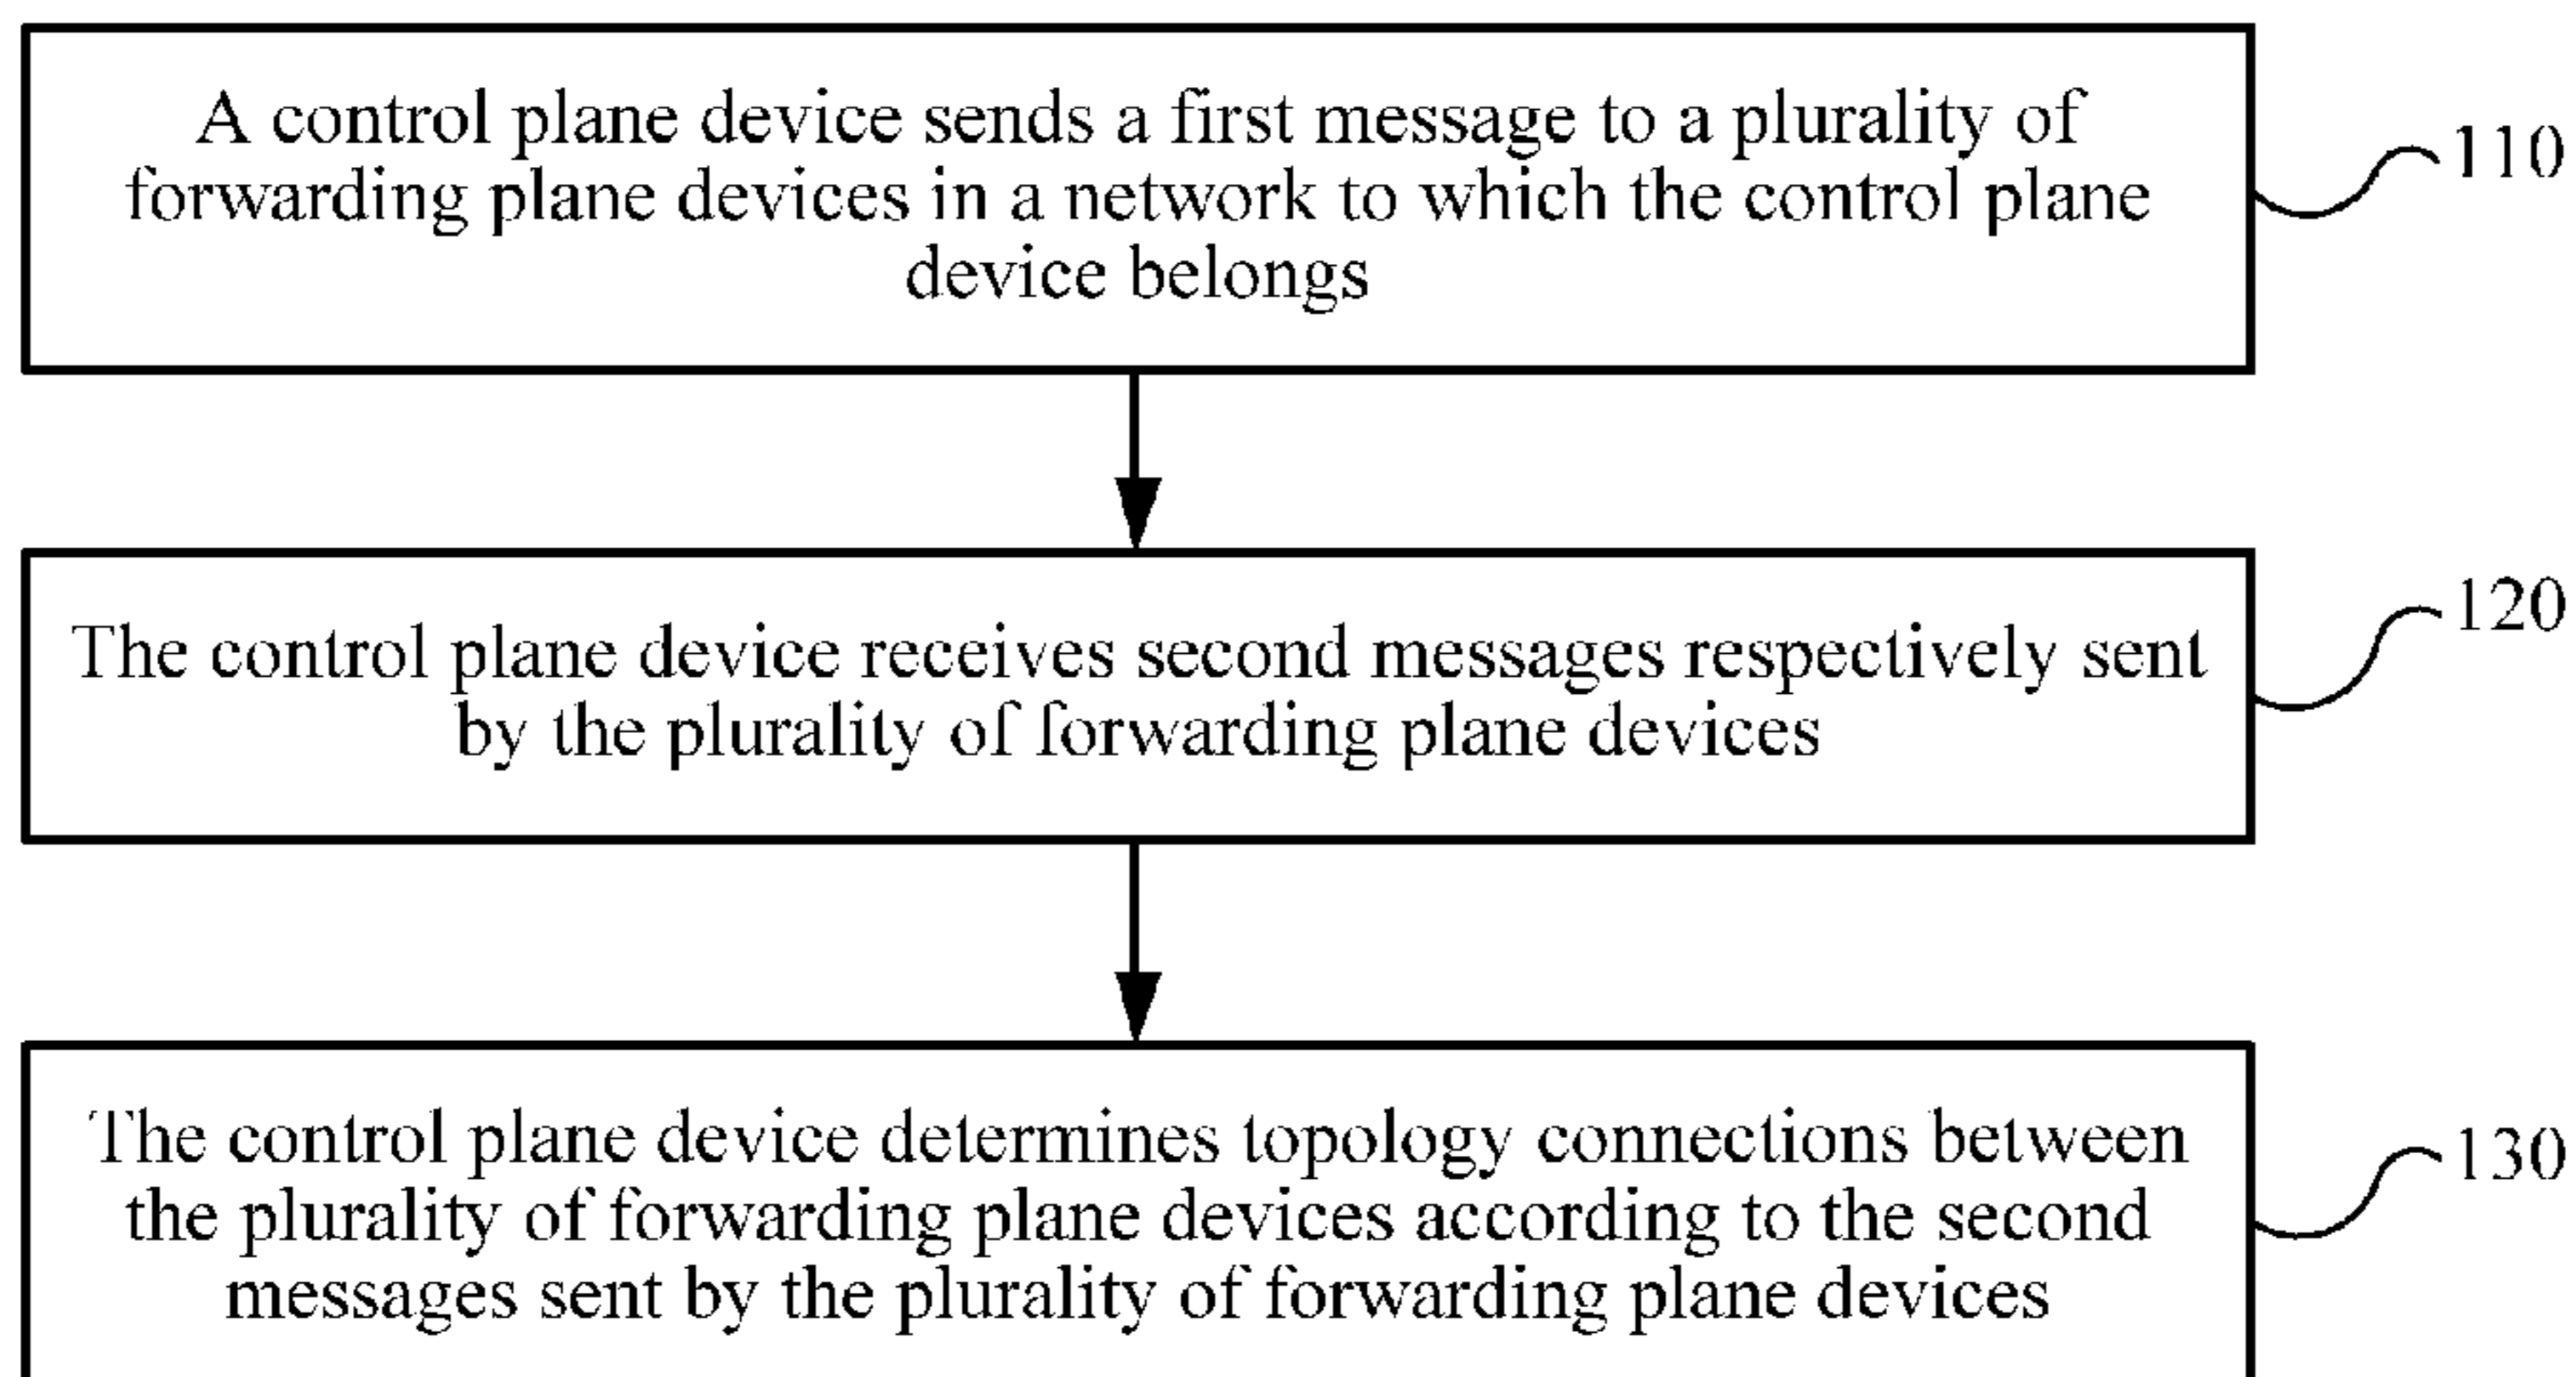 A control plane device sends a first message to a plurality of
forwarding plane devices in a network to which the control plane
device belongs
110
The control plane device receives second messages respectively sent
by the plurality of forwarding plane devices
120
The control plane device determines topology connections between
the plurality of forwarding plane devices according to the second
messages sent by the plurality of forwarding plane devices
130